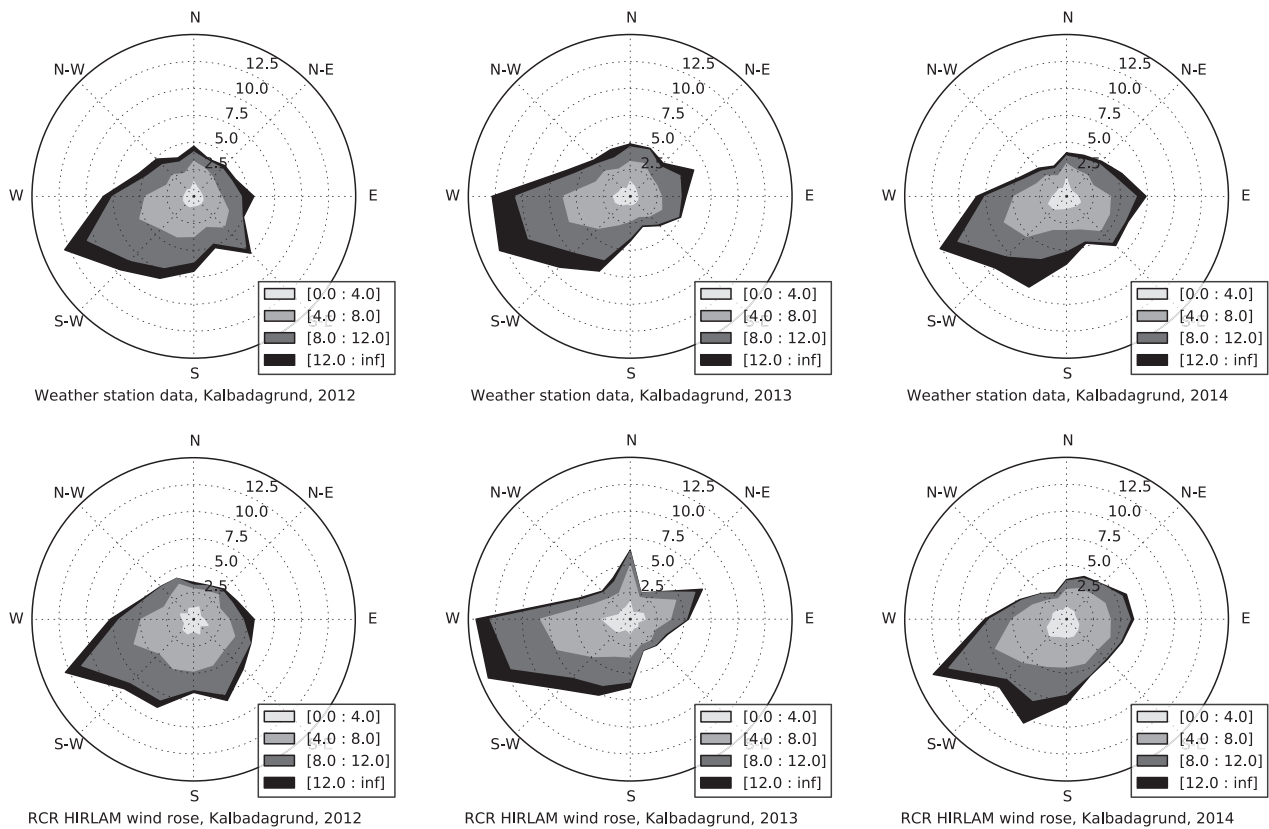 N
N-W
N-E
12.5
10.0
7.5
5.0
2.5
W
E
S-W
S
[0.0 : 4.0]
[4.0 : 8.0]
[8.0 : 12.0]
[12.0 : inf]
Weather station data, Kalbadagrund, 2012
N
N-W
N-E
12.5
10.0
7.5
5.0
2.5
W
E
S-W
S
[0.0 : 4.0]
[4.0 : 8.0]
[8.0 : 12.0]
[12.0 : inf]
Weather station data, Kalbadagrund, 2013
N
N-W
N-E
12.5
10.0
7.5
5.0
2.5
W
E
S-W
S
[0.0 : 4.0]
[4.0 : 8.0]
[8.0 : 12.0]
[12.0 : inf]
Weather station data, Kalbadagrund, 2014
N
N-W
N-E
12.5
10.0
7.5
5.0
2.5
W
E
S-W
S
[0.0 : 4.0]
[4.0 : 8.0]
[8.0 : 12.0]
[12.0 : inf]
RCR HIRLAM wind rose, Kalbadagrund, 2012
N
N-W
N-E
12.5
10.0
7.5
5.0
2.5
W
E
S-W
S
[0.0 : 4.0]
[4.0 : 8.0]
[8.0 : 12.0]
[12.0 : inf]
RCR HIRLAM wind rose, Kalbadagrund, 2013
N
N-W
N-E
12.5
10.0
7.5
5.0
2.5
W
E
S-W
S
[0.0 : 4.0]
[4.0 : 8.0]
[8.0 : 12.0]
[12.0 : inf]
RCR HIRLAM wind rose, Kalbadagrund, 2014